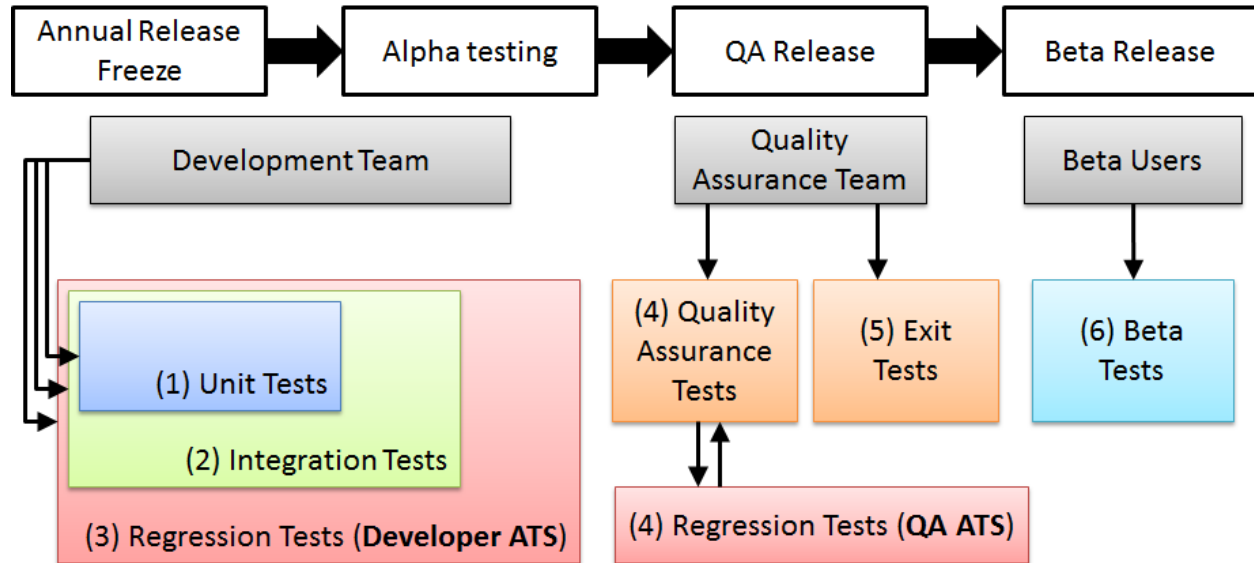 Annual Release
Freeze
Alpha testing
QA Release
Beta Release
Development Team
Quality
Assurance Team
Beta Users
(1) Unit Tests
(2) Integration Tests
(3) Regression Tests (Developer ATS)
(4) Quality
Assurance
Tests
(5) Exit
Tests
(6) Beta
Tests
(4) Regression Tests (QA ATS)